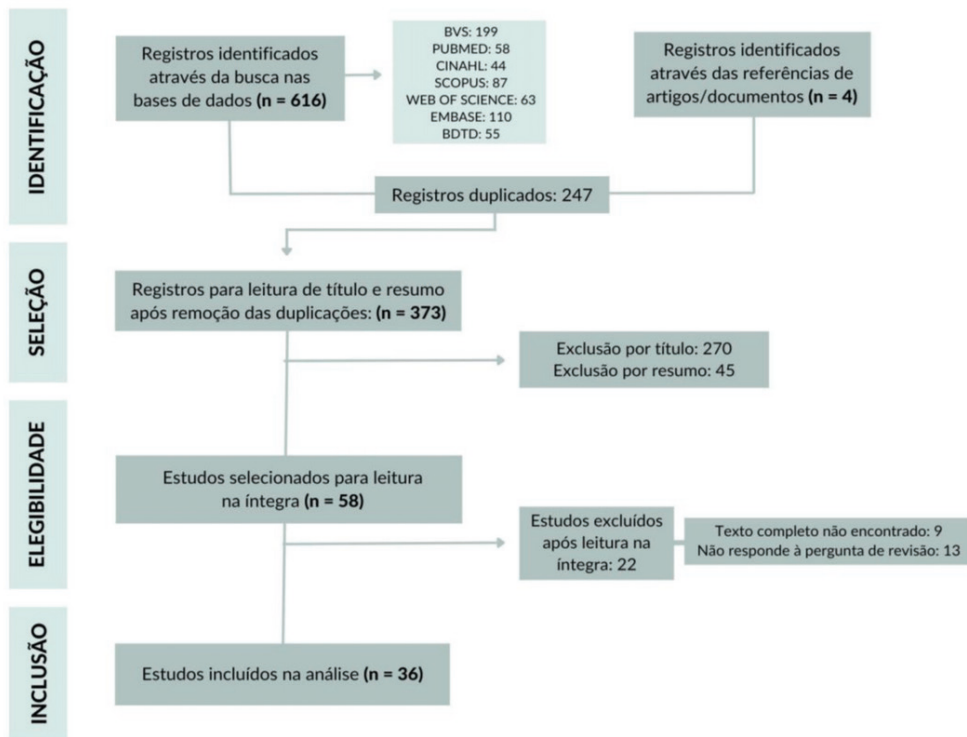 IDENTIFICAÇÃO
Registros identificados
através da busca nas
bases de dados (n = 616)
BVS: 199
PUBMED: 58
CINAHL: 44
SCOPUS: 87
WEB OF SCIENCE: 63
EMBASE: 110
BDTD: 55
Registros identificados
através das referências de
artigos/documentos (n = 4)
Registros duplicados: 247
SELEÇÃO
Registros para leitura de título e resumo
após remoção das duplicações: (n = 373)
Exclusão por título: 270
Exclusão por resumo: 45
ELEGIBILIDADE
Estudos selecionados para leitura
na íntegra (n = 58)
Estudos excluídos
após leitura na
íntegra: 22
Texto completo não encontrado: 9
Não responde à pergunta de revisão: 13
INCLUSÃO
Estudos incluídos na análise (n = 36)